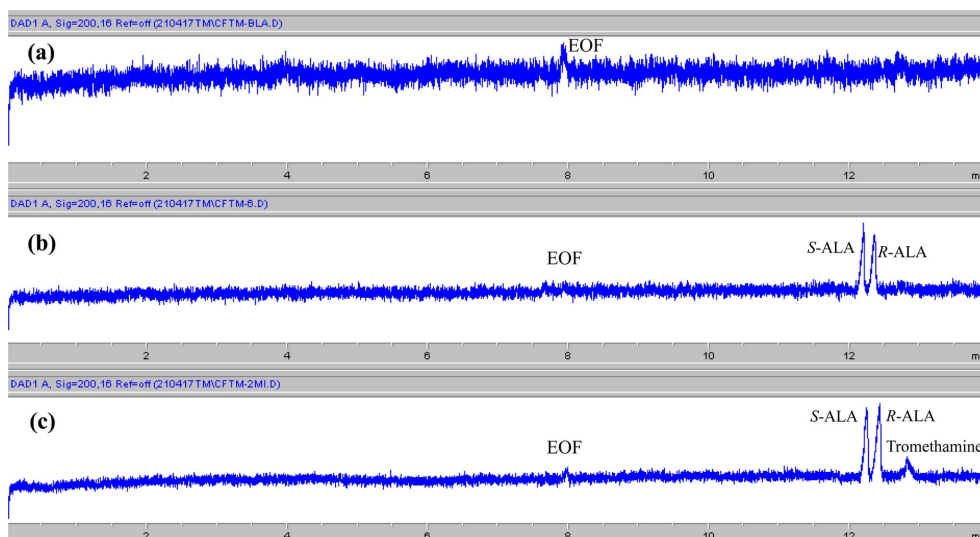 DAD1 A, Sig=200,16 Ref=off (210417TM\CFTM-BLA.D)
(a)
EOF
2 4 6 8 10 12 m
DAD1 A, Sig=200,16 Ref=off (210417TM\CFTM-6.D)
(b)
EOF
S-ALA
R-ALA
2 4 6 8 10 12 m
DAD1 A, Sig=200,16 Ref=off (210417TM\CFTM-2MI.D)
(c)
EOF
S-ALA
R-ALA
Tromethamine
2 4 6 8 10 12 m